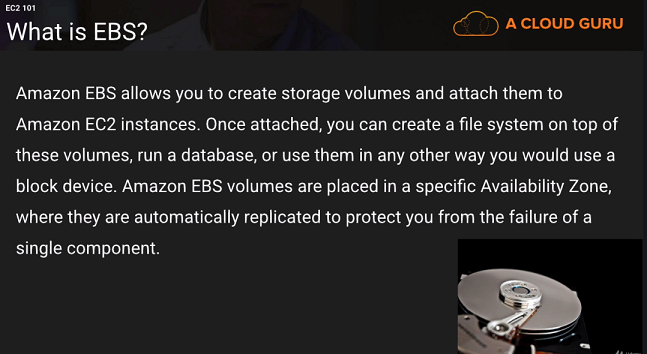 EC2 101
What is EBS?
A CLOUD GURU
Amazon EBS allows you to create storage volumes and attach them to
Amazon EC2 instances. Once attached, you can create a file system on top of
these volumes, run a database, or use them in any other way you would use a
block device. Amazon EBS volumes are placed in a specific Availability Zone,
where they are automatically replicated to protect you from the failure of a
single component.